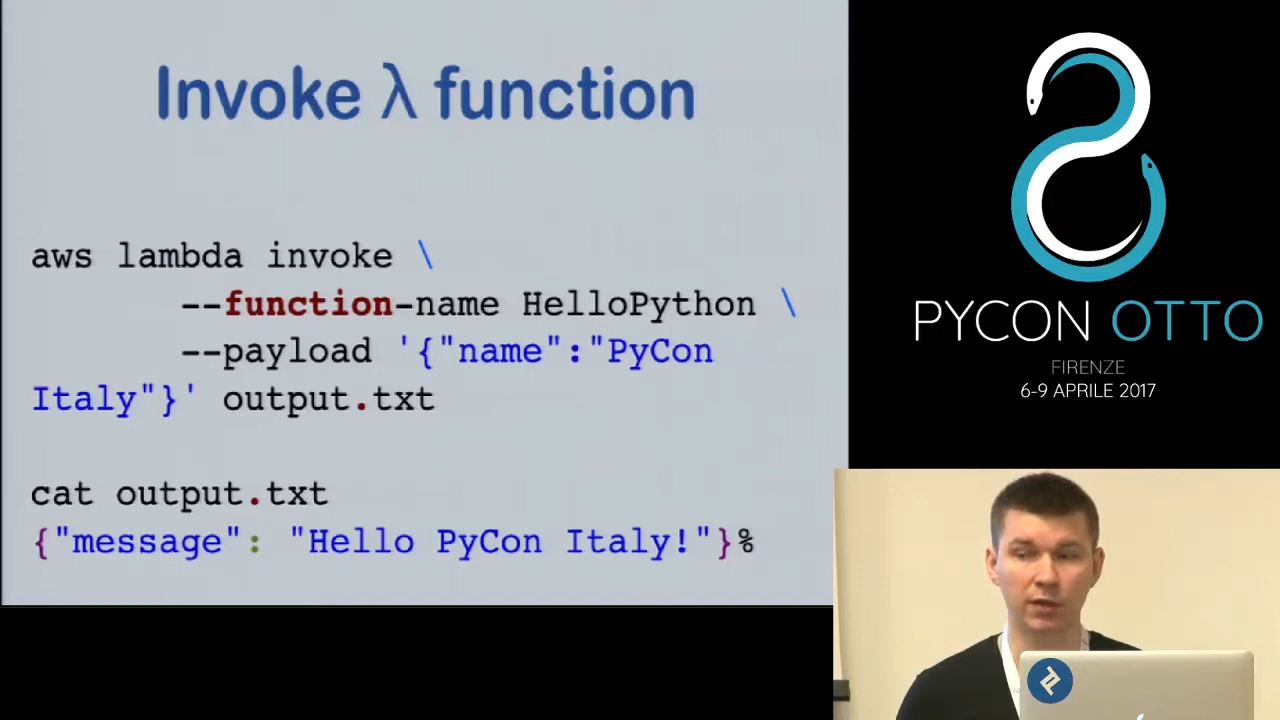 Invoke λ function
aws lambda invoke \
--function-name HelloPython \
--payload '{"name":"PyCon
Italy"}' output.txt
cat output.txt
{"message": "Hello PyCon Italy!"}%
PYCON OTTO
FIRENZE
6-9 APRILE 2017